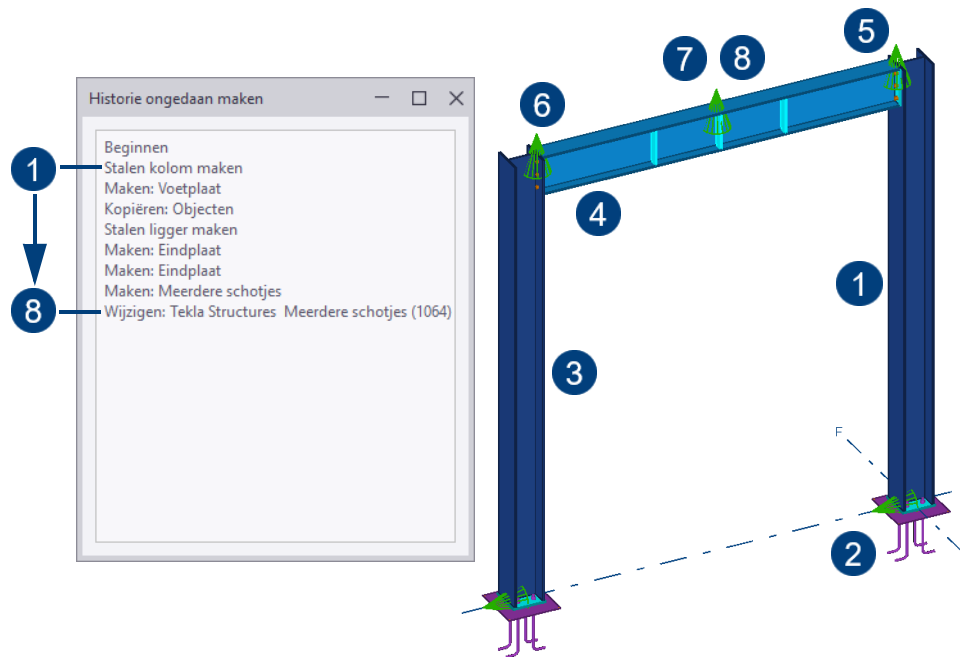 Historie ongedaan maken
Beginnen
Stalen kolom maken
Maken: Voetplaat
Kopiëren: Objecten
Stalen ligger maken
Maken: Eindplaat
Maken: Eindplaat
Maken: Meerdere schotjes
Wijzigen: Tekla Structures  Meerdere schotjes (1064)
1
8
5
7 8
6
4
1
3
F
2